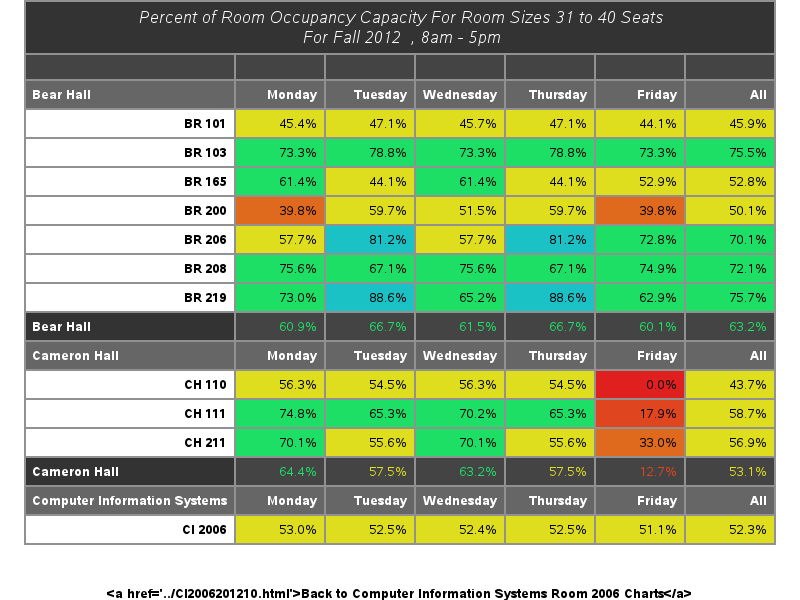 Percent of Room Occupancy Capacity For Room Sizes 31 to 40 Seats
For Fall 2012 , 8am - 5pm
Bear Hall Monday Tuesday Wednesday Thursday Friday All
BR 101 45.4% 47.1% 45.7% 47.1% 44.1% 45.9%
BR 103 73.3% 78.8% 73.3% 78.8% 73.3% 75.5%
BR 165 61.4% 44.1% 61.4% 44.1% 52.9% 52.8%
BR 200 39.8% 59.7% 51.5% 59.7% 39.8% 50.1%
BR 206 57.7% 81.2% 57.7% 81.2% 72.8% 70.1%
BR 208 75.6% 67.1% 75.6% 67.1% 74.9% 72.1%
BR 219 73.0% 88.6% 65.2% 88.6% 62.9% 75.7%
Bear Hall 60.9% 66.7% 61.5% 66.7% 60.1% 63.2%
Cameron Hall Monday Tuesday Wednesday Thursday Friday All
CH 110 56.3% 54.5% 56.3% 54.5% 0.0% 43.7%
CH 111 74.8% 65.3% 70.2% 65.3% 17.9% 58.7%
CH 211 70.1% 55.6% 70.1% 55.6% 33.0% 56.9%
Cameron Hall 64.4% 57.5% 63.2% 57.5% 12.7% 53.1%
Computer Information Systems Monday Tuesday Wednesday Thursday Friday All
CI 2006 53.0% 52.5% 52.4% 52.5% 51.1% 52.3%
&lt;a href='../CI2006201210.html'&gt;Back to Computer Information Systems Room 2006 Charts&lt;/a&gt;